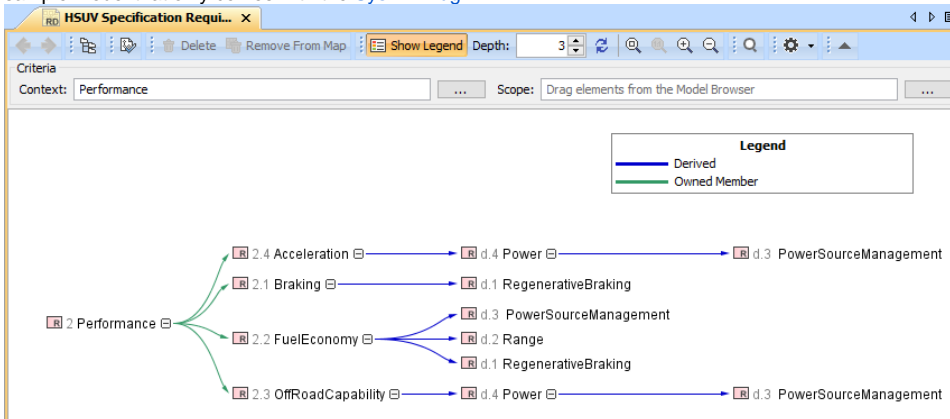 HSUV Specification Requi... X
Delete Remove From Map Show Legend Depth: 3
Criteria
Context: Performance ... Scope: Drag elements from the Model Browser ...
Legend
Derived
Owned Member
R 2.4 Acceleration R d.4 Power R d.3 PowerSourceManagement
R 2.1 Braking R d.1 RegenerativeBraking
R d.3 PowerSourceManagement
R 2 Performance
R 2.2 FuelEconomy R d.2 Range
R d.1 RegenerativeBraking
R 2.3 OffRoadCapability R d.4 Power R d.3 PowerSourceManagement